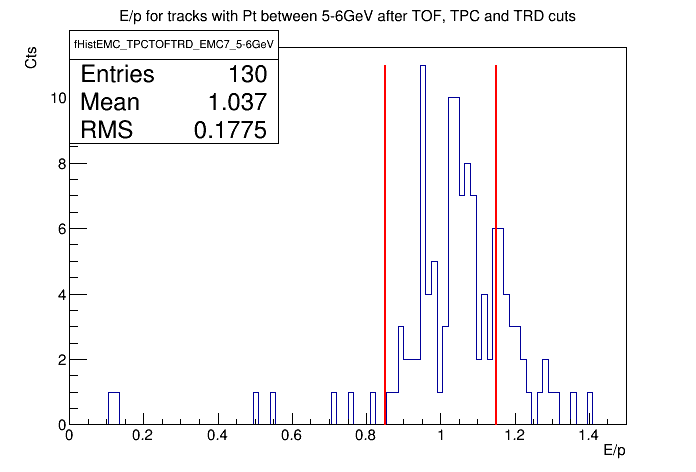 E/p for tracks with Pt between 5-6GeV after TOF, TPC and TRD cuts
fHistEMC_TPCTOFTRD_EMC7_5-6GeV
Entries 130
Mean 1.037
RMS 0.1775
Cts
10
8
6
4
2
0
0 0.2 0.4 0.6 0.8 1 1.2 1.4
E/p